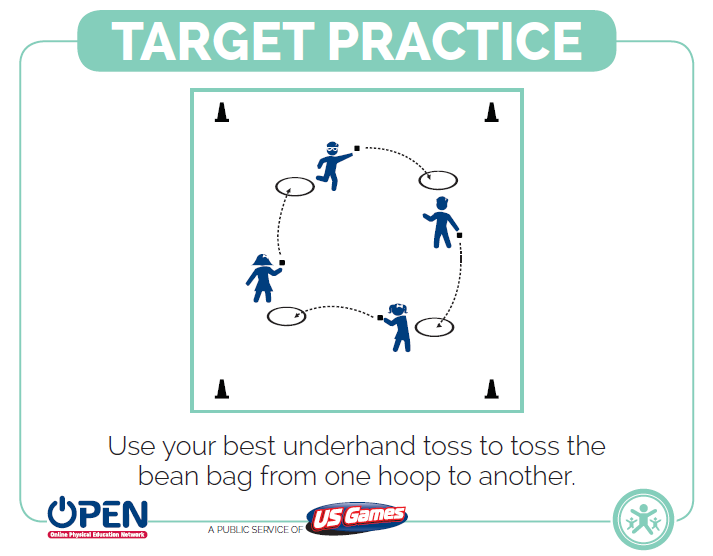 TARGET PRACTICE
Use your best underhand toss to toss the
bean bag from one hoop to another.
OPEN
Online Physical Education Network
A PUBLIC SERVICE OF
US Games